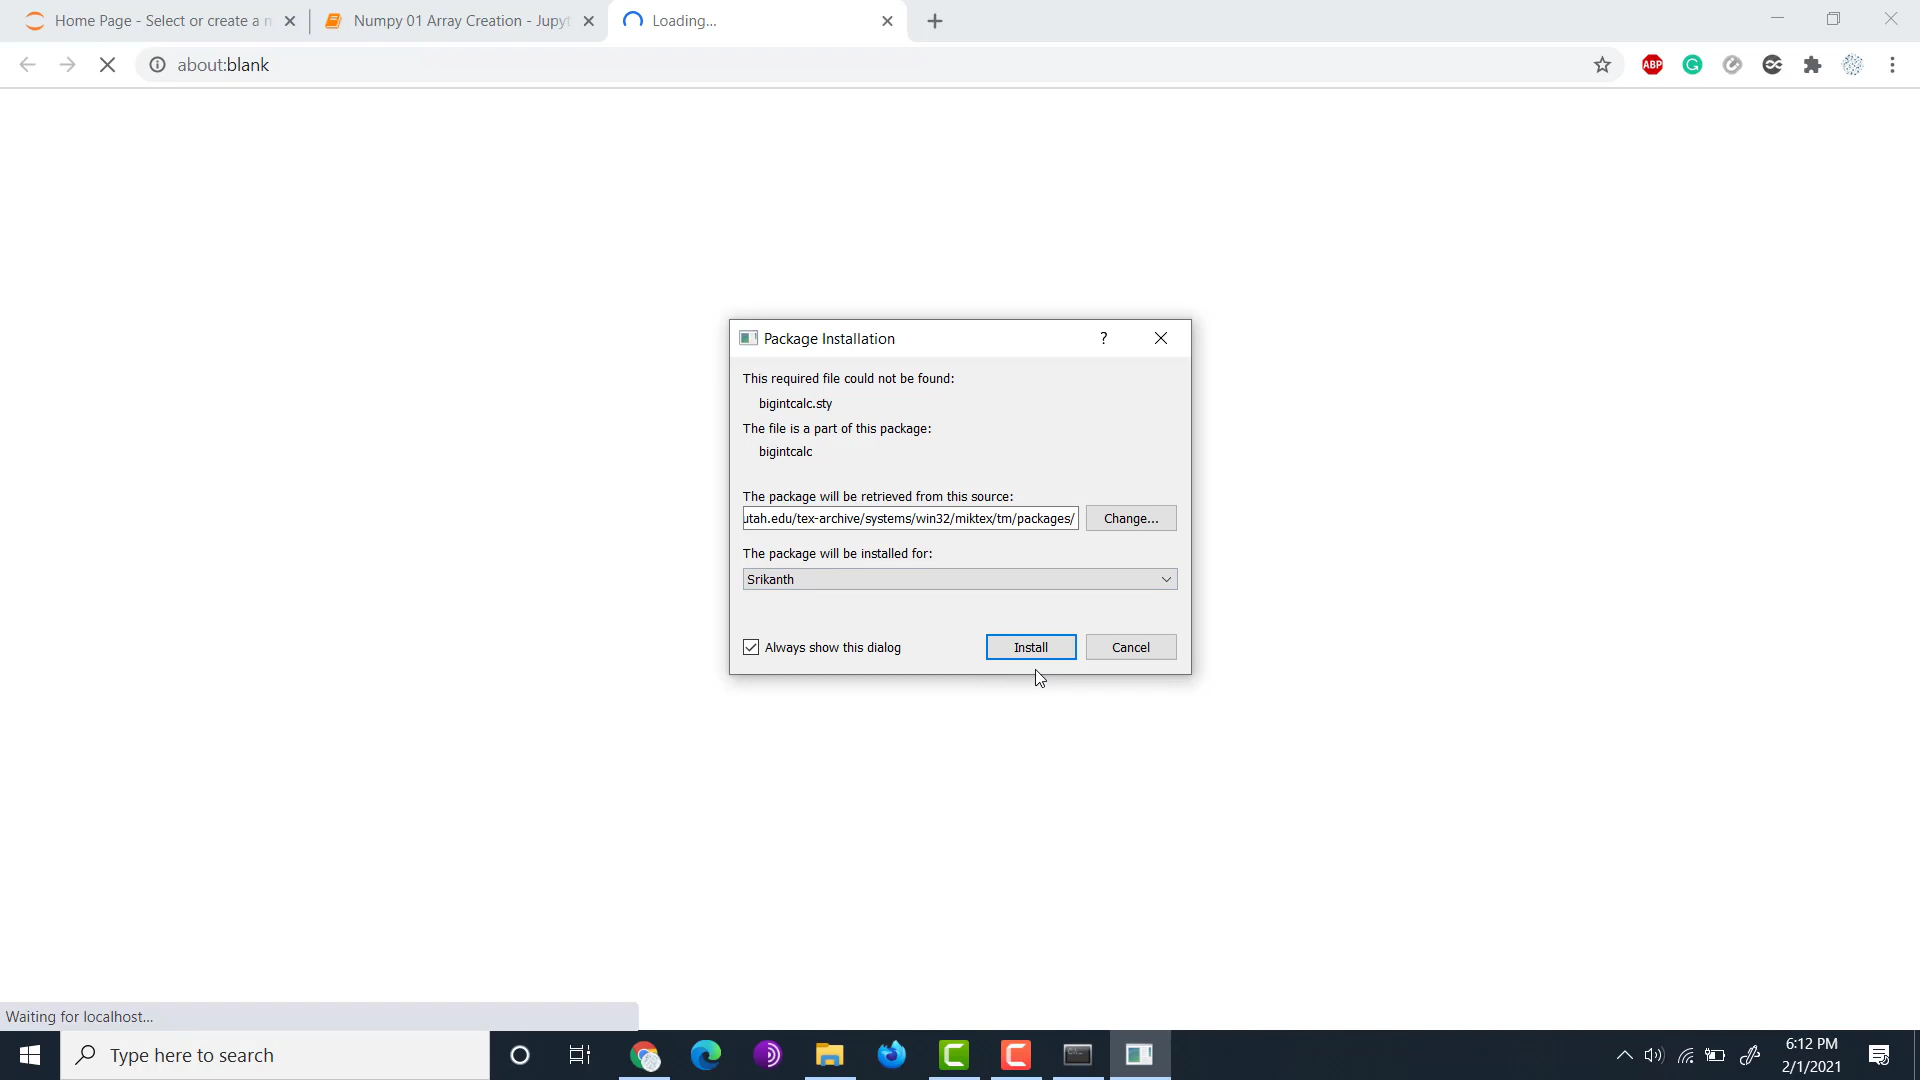 Home Page - Select or create a n
Numpy 01 Array Creation - Jupyt
Loading...
about:blank
ABP
G
Package Installation
?
This required file could not be found:
bigintcalc.sty
The file is a part of this package:
bigintcalc
The package will be retrieved from this source:
utah.edu/tex-archive/systems/win32/miktex/tm/packages/
Change...
The package will be installed for:
Srikanth
Always show this dialog
Install
Cancel
Waiting for localhost...
Type here to search
6:12 PM
2/1/2021